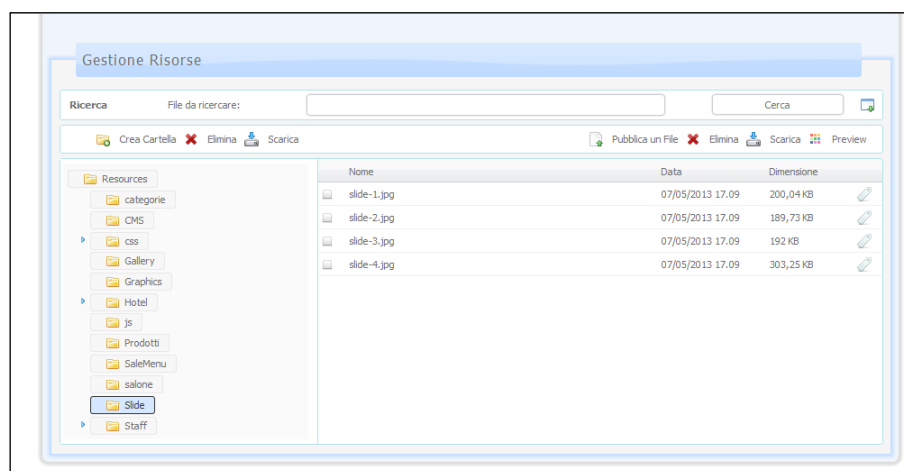 Gestione Risorse
Ricerca File da ricercare: Cerca
Crea Cartella Elimina Scarica Pubblica un File Elimina Scarica Preview
Resources
categorie
CMS
css
Gallery
Graphics
Hotel
js
Prodotti
SaleMenu
salone
Slide
Staff
Nome Data Dimensione
slide-1.jpg 07/05/2013 17.09 200,04 KB
slide-2.jpg 07/05/2013 17.09 189,73 KB
slide-3.jpg 07/05/2013 17.09 192 KB
slide-4.jpg 07/05/2013 17.09 303,25 KB